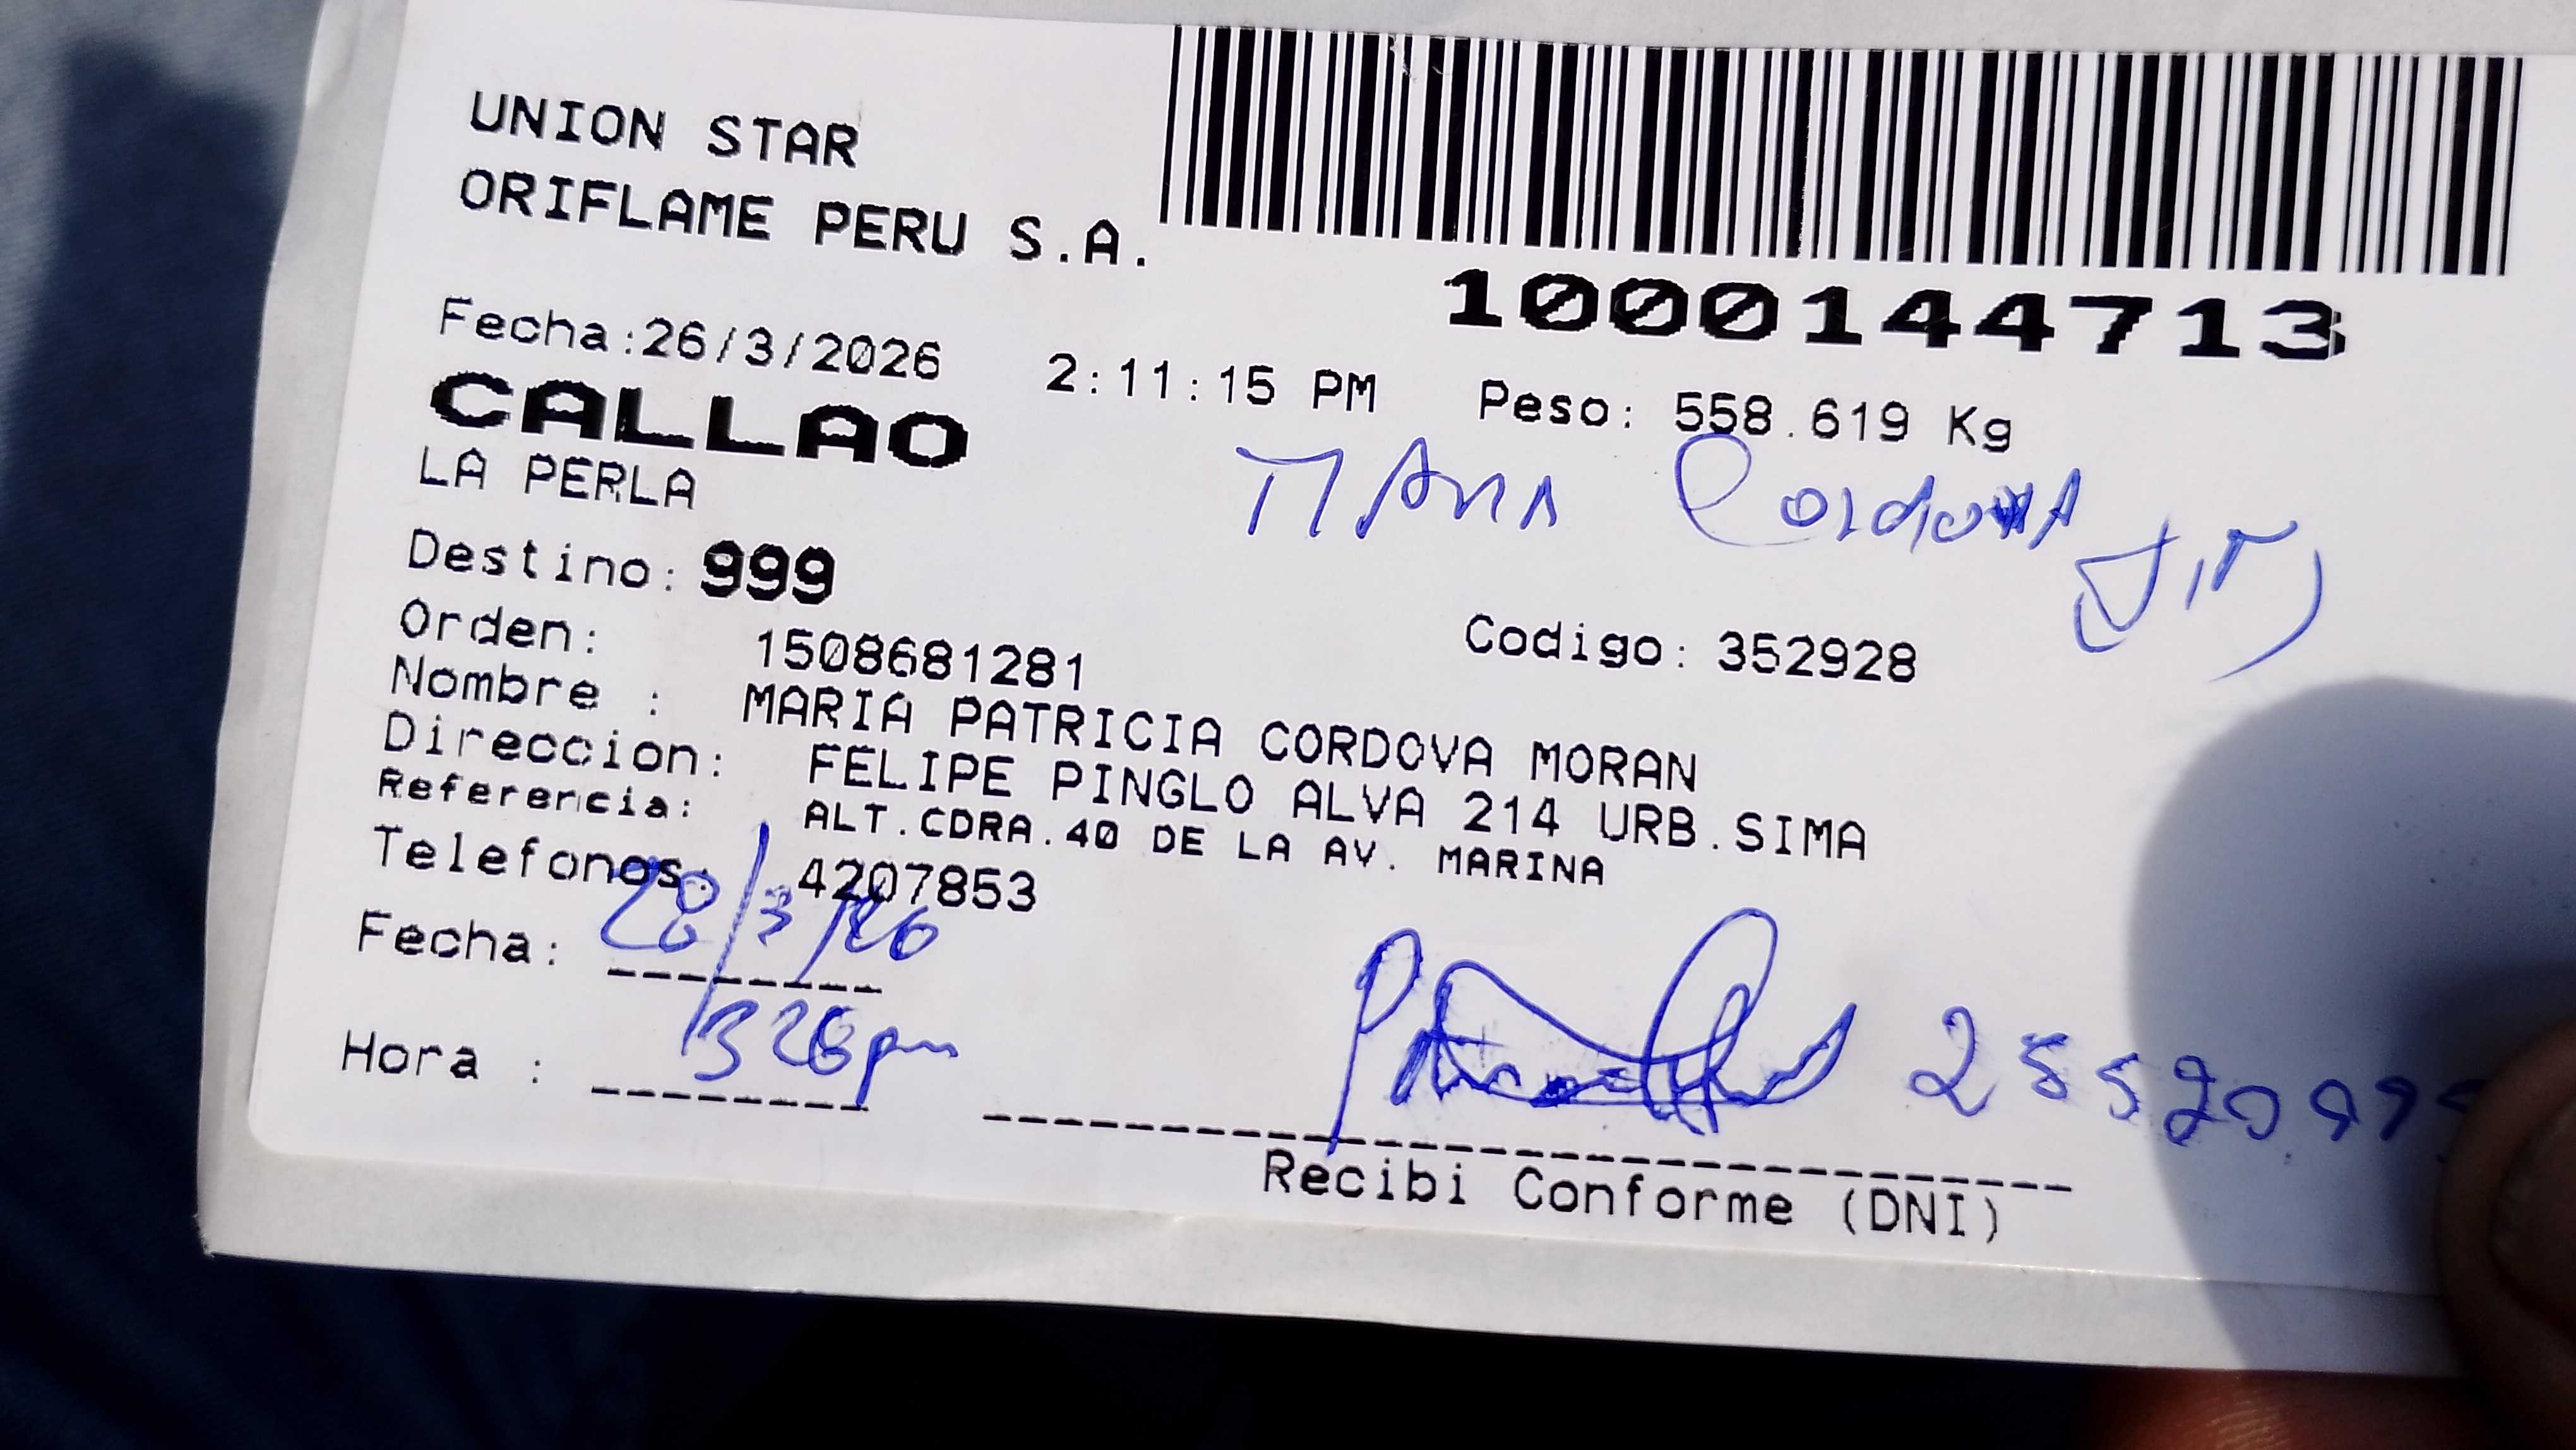 UNION STAR
ORIFLAME PERU S.A.
1000144713
Fecha:26/3/2026 2:11:15 PM Peso: 558.619 Kg
CALLAO
LA PERLA
Cordova
Destino: 999
Orden: 1508681281 Codigo: 352928
Nombre : MARIA PATRICIA CORDOVA MORAN
Direccion: FELIPE PINGLO ALVA 214 URB.SIMA
Referencia: ALT.CDRA.40 DE LA AV. MARINA
Telefonos: 4207853
Fecha: 28/3/26
Hora : 326pm
Recibi Conforme (DNI)